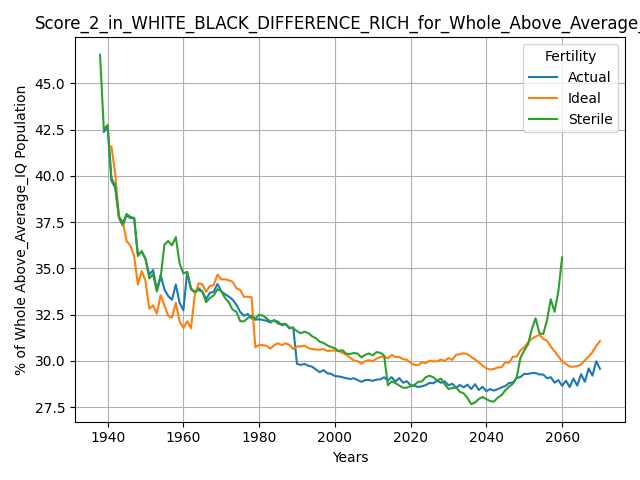 Score_2_in_WHITE_BLACK_DIFFERENCE_RICH_for_Whole_Above_Average_
Fertility
Actual
Ideal
Sterile
% of Whole Above_Average_IQ Population
45.0
42.5
40.0
37.5
35.0
32.5
30.0
27.5
1940
1960
1980
2000
2020
2040
2060
Years